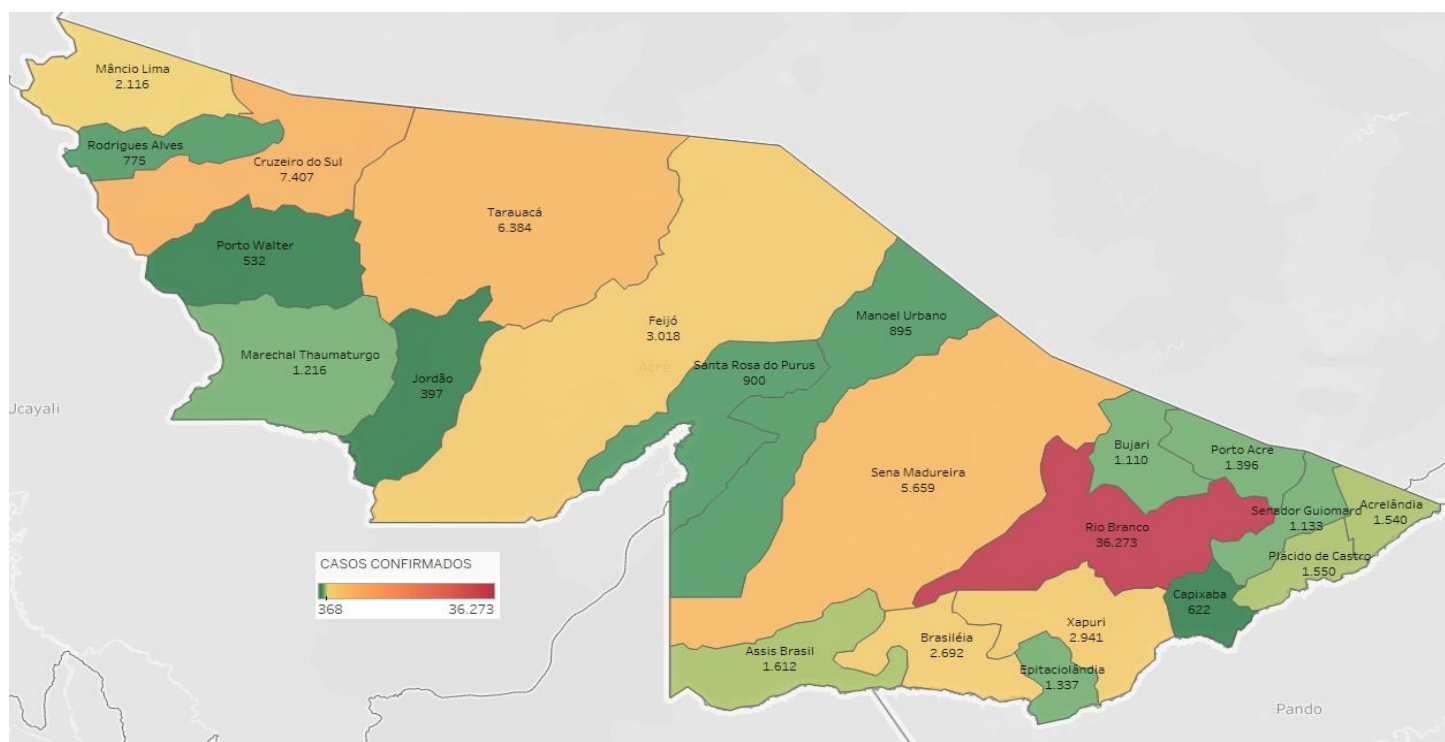 Mâncio Lima
2.116
Rodrigues Alves
775
Cruzeiro do Sul
7.407
Tarauacá
6.384
Porto Walter
532
Feijó
3.018
Manoel Urbano
895
Marechal Thaumaturgo
1.216
Jordão
397
Santa Rosa do Purus
900
Acre
Ucayali
Sena Madureira
5.659
Bujari
1.110
Porto Acre
1.396
Senador Guiomard
1.133
Acrelândia
1.540
Rio Branco
36.273
Plácido de Castro
1.550
CASOS CONFIRMADOS
368
36.273
Capixaba
622
Xapuri
2.941
Brasiléia
2.692
Assis Brasil
1.612
Epitaciolândia
1.337
Pando